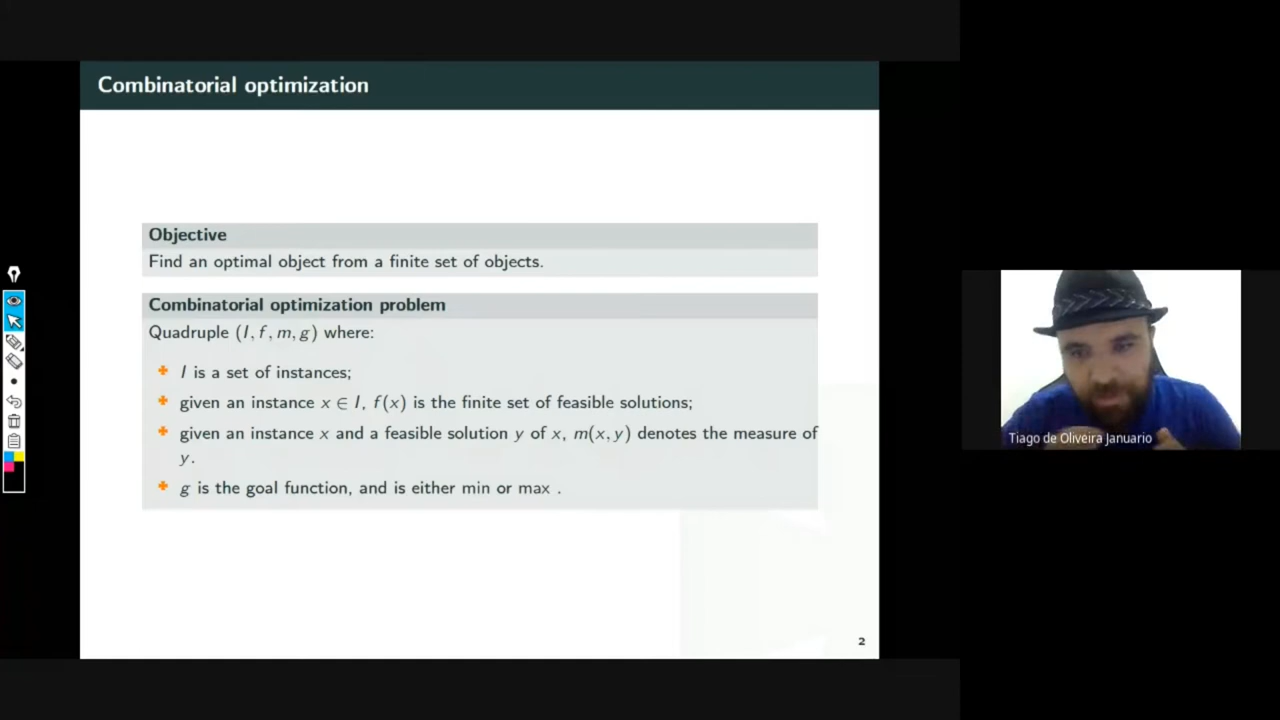 Combinatorial optimization
Objective
Find an optimal object from a finite set of objects.
Combinatorial optimization problem
Quadruple (I, f, m, g) where:
I is a set of instances;
given an instance x ∈ I, f(x) is the finite set of feasible solutions;
given an instance x and a feasible solution y of x, m(x, y) denotes the measure of
y.
g is the goal function, and is either min or max .
2
Tiago de Oliveira Januario